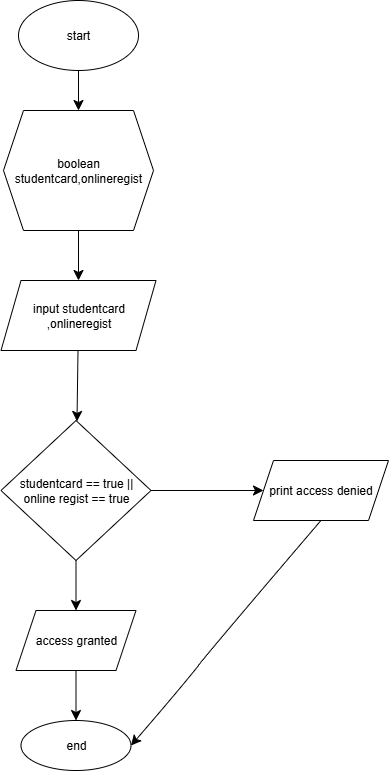 start
boolean
studentcard,onlineregist
input studentcard
,onlineregist
studentcard == true ||
online regist == true
print access denied
access granted
end